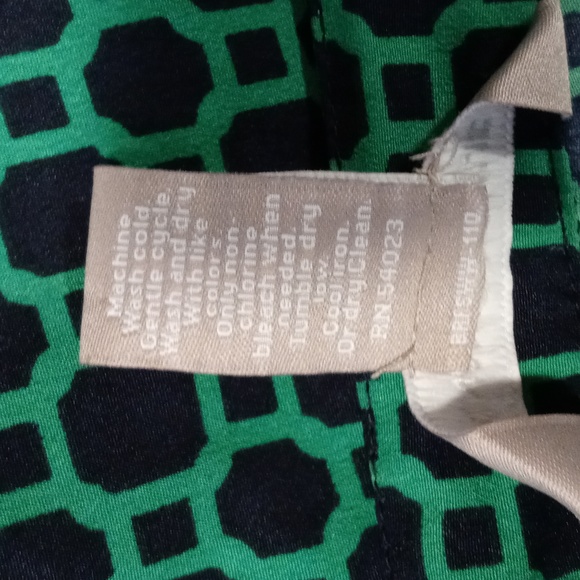 Machine
Wash cold,
Gentle cycle.
Wash and dry
With like
colors.
Only non-
chlorine
bleach when
needed.
Tumble dry
low.
Cool iron.
Or dry Clean.
RN 54023